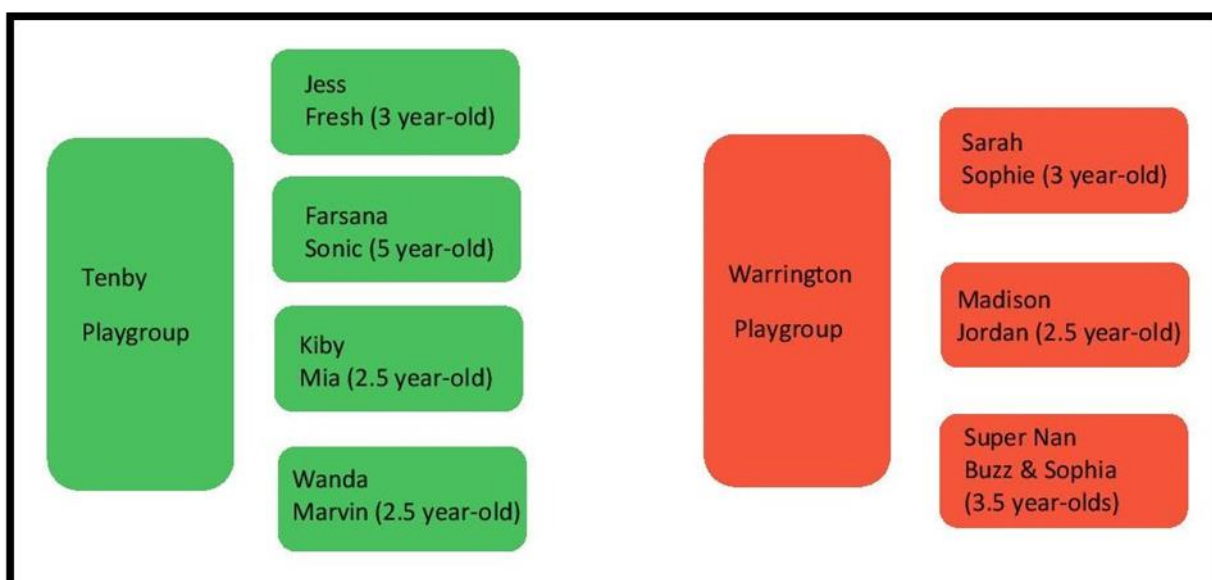 Tenby
Playgroup
Jess
Fresh (3 year-old)
Farsana
Sonic (5 year-old)
Kiby
Mia (2.5 year-old)
Wanda
Marvin (2.5 year-old)
Warrington
Playgroup
Sarah
Sophie (3 year-old)
Madison
Jordan (2.5 year-old)
Super Nan
Buzz & Sophia
(3.5 year-olds)